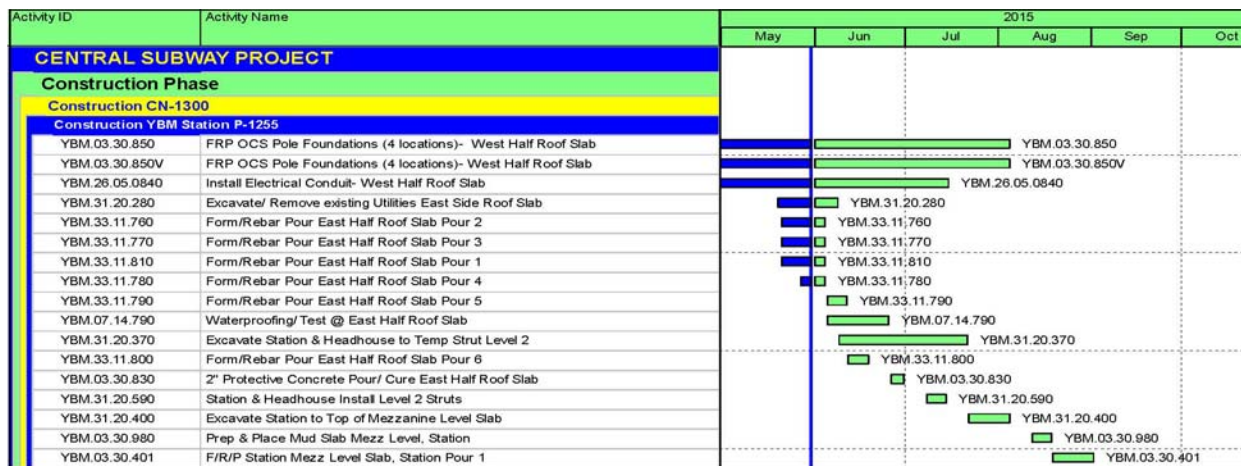 Activity ID Activity Name 2015
May Jun Jul Aug Sep Oct
CENTRAL SUBWAY PROJECT
Construction Phase
Construction CN-1300
Construction YBM Station P-1255
YBM.03.30.850 FRP OCS Pole Foundations (4 locations)- West Half Roof Slab YBM.03.30.850
YBM.03.30.850V FRP OCS Pole Foundations (4 locations)- West Half Roof Slab YBM.03.30.850V
YBM.26.05.0840 Install Electrical Conduit- West Half Roof Slab YBM.26.05.0840
YBM.31.20.280 Excavate/ Remove existing Utilities East Side Roof Slab YBM.31.20.280
YBM.33.11.760 Form/Rebar Pour East Half Roof Slab Pour 2 YBM.33.11.760
YBM.33.11.770 Form/Rebar Pour East Half Roof Slab Pour 3 YBM.33.11.770
YBM.33.11.810 Form/Rebar Pour East Half Roof Slab Pour 1 YBM.33.11.810
YBM.33.11.780 Form/Rebar Pour East Half Roof Slab Pour 4 YBM.33.11.780
YBM.33.11.790 Form/Rebar Pour East Half Roof Slab Pour 5 YBM.33.11.790
YBM.07.14.790 Waterproofing/ Test @ East Half Roof Slab YBM.07.14.790
YBM.31.20.370 Excavate Station & Headhouse to Temp Strut Level 2 YBM.31.20.370
YBM.33.11.800 Form/Rebar Pour East Half Roof Slab Pour 6 YBM.33.11.800
YBM.03.30.830 2" Protective Concrete Pour/ Cure East Half Roof Slab YBM.03.30.830
YBM.31.20.590 Station & Headhouse Install Level 2 Struts YBM.31.20.590
YBM.31.20.400 Excavate Station to Top of Mezzanine Level Slab YBM.31.20.400
YBM.03.30.980 Prep & Place Mud Slab Mezz Level, Station YBM.03.30.980
YBM.03.30.401 F/R/P Station Mezz Level Slab, Station Pour 1 YBM.03.30.401